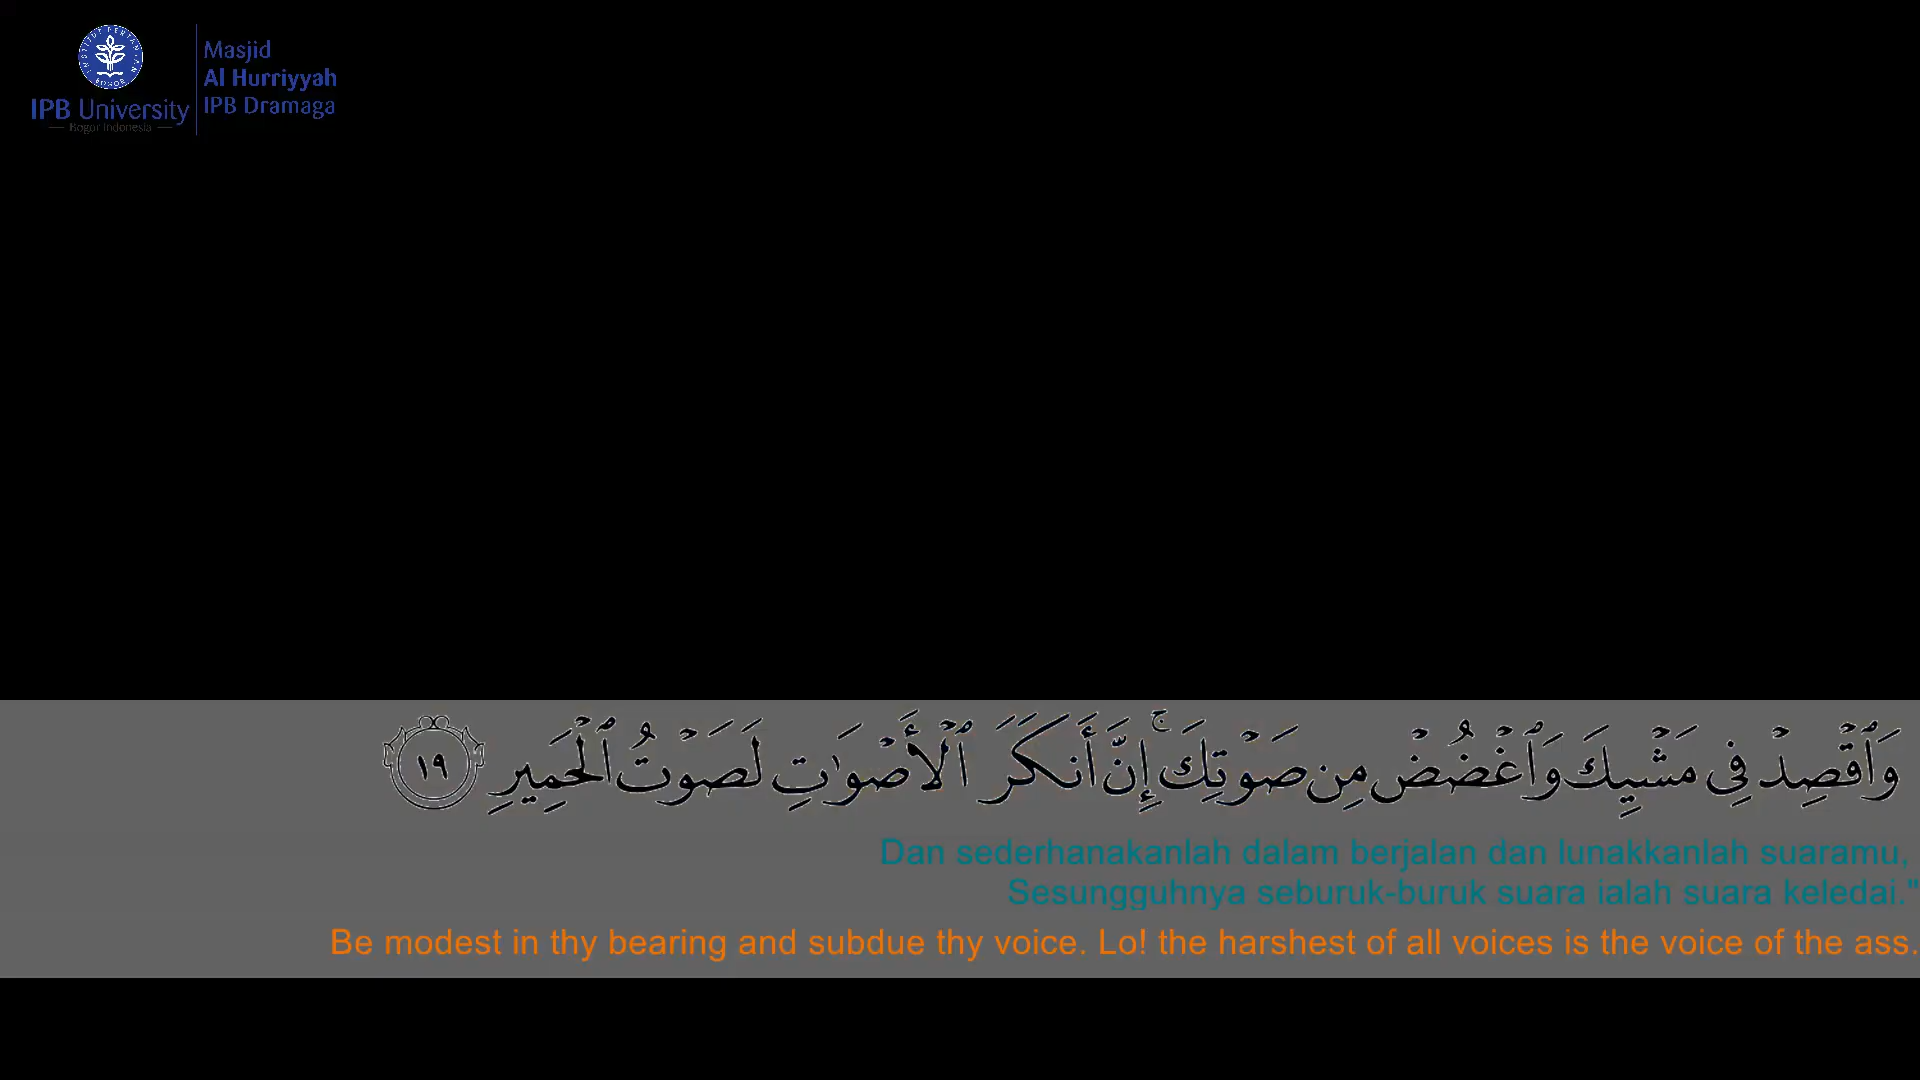 IPB University
Bogor Indonesia
Masjid
Al Hurriyyah
IPB Dramaga
وَٱقْصِدْ فِى مَشْيِكَ وَٱغْضُضْ مِن صَوْتِكَ ۚ إِنَّ أَنكَرَ ٱلْأَصْوَٰتِ لَصَوْتُ ٱلْحَمِيرِ ١٩
Dan sederhanakanlah dalam berjalan dan lunakkanlah suaramu,
Sesungguhnya seburuk-buruk suara ialah suara keledai."
Be modest in thy bearing and subdue thy voice. Lo! the harshest of all voices is the voice of the ass.